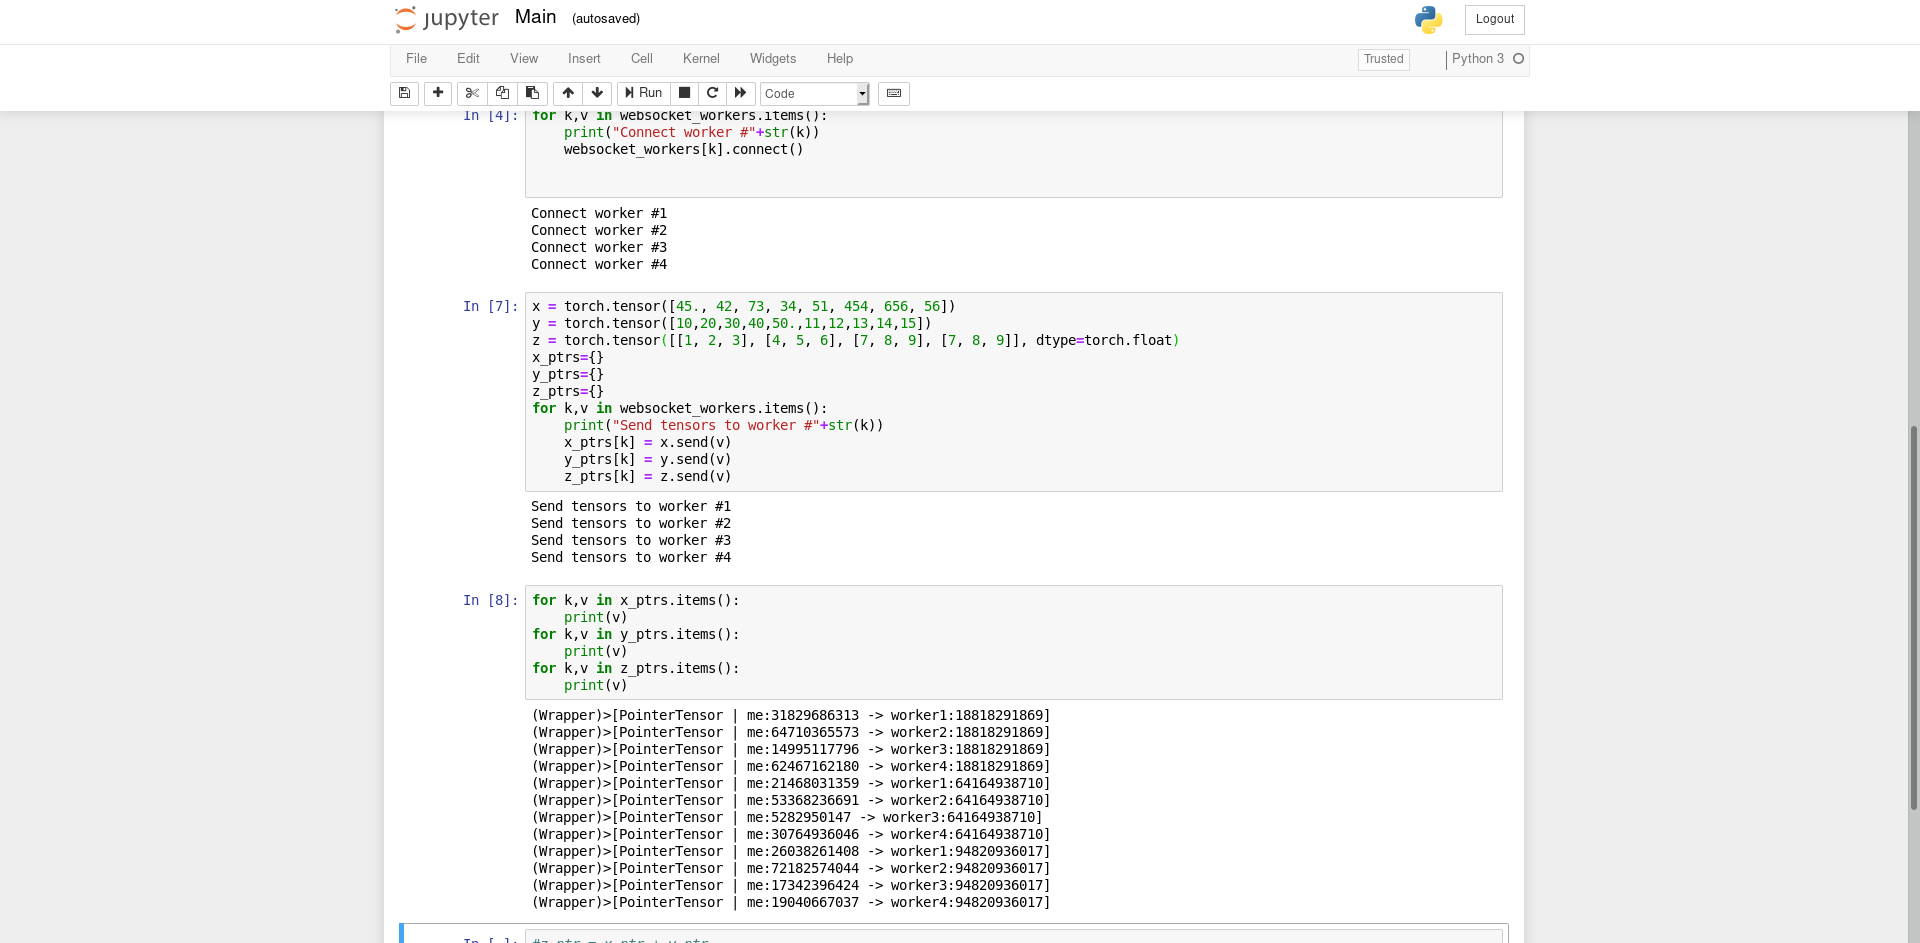 jupyter Main (autosaved) Logout
File Edit View Insert Cell Kernel Widgets Help Trusted Python 3
Run Code
In [4]: for k,v in websocket_workers.items():
    print("Connect worker #"+str(k))
    websocket_workers[k].connect()
Connect worker #1
Connect worker #2
Connect worker #3
Connect worker #4
In [7]: x = torch.tensor([45., 42, 73, 34, 51, 454, 656, 56])
y = torch.tensor([10,20,30,40,50.,11,12,13,14,15])
z = torch.tensor([[1, 2, 3], [4, 5, 6], [7, 8, 9], [7, 8, 9]], dtype=torch.float)
x_ptrs={}
y_ptrs={}
z_ptrs={}
for k,v in websocket_workers.items():
    print("Send tensors to worker #"+str(k))
    x_ptrs[k] = x.send(v)
    y_ptrs[k] = y.send(v)
    z_ptrs[k] = z.send(v)
Send tensors to worker #1
Send tensors to worker #2
Send tensors to worker #3
Send tensors to worker #4
In [8]: for k,v in x_ptrs.items():
    print(v)
for k,v in y_ptrs.items():
    print(v)
for k,v in z_ptrs.items():
    print(v)
(Wrapper)>[PointerTensor | me:31829686313 -> worker1:18818291869]
(Wrapper)>[PointerTensor | me:64710365573 -> worker2:18818291869]
(Wrapper)>[PointerTensor | me:14995117796 -> worker3:18818291869]
(Wrapper)>[PointerTensor | me:62467162180 -> worker4:18818291869]
(Wrapper)>[PointerTensor | me:21468031359 -> worker1:64164938710]
(Wrapper)>[PointerTensor | me:53368236691 -> worker2:64164938710]
(Wrapper)>[PointerTensor | me:5282950147 -> worker3:64164938710]
(Wrapper)>[PointerTensor | me:30764936046 -> worker4:64164938710]
(Wrapper)>[PointerTensor | me:26038261408 -> worker1:94820936017]
(Wrapper)>[PointerTensor | me:72182574044 -> worker2:94820936017]
(Wrapper)>[PointerTensor | me:17342396424 -> worker3:94820936017]
(Wrapper)>[PointerTensor | me:19040667037 -> worker4:94820936017]
In [ ]: #z_ptr = x_ptr + y_ptr